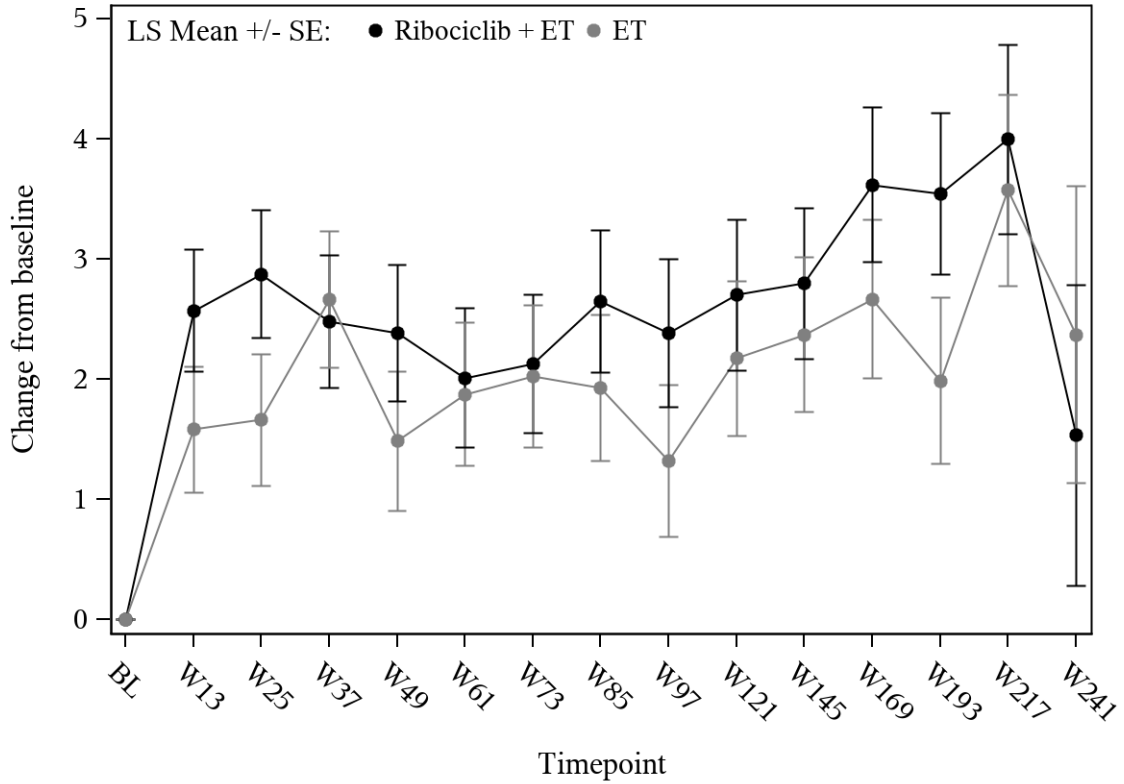 LS Mean +/- SE: Ribociclib + ET ET
Change from baseline
5
4
3
2
1
0
BL W13 W25 W37 W49 W61 W73 W85 W97 W121 W145 W169 W193 W217 W241
Timepoint